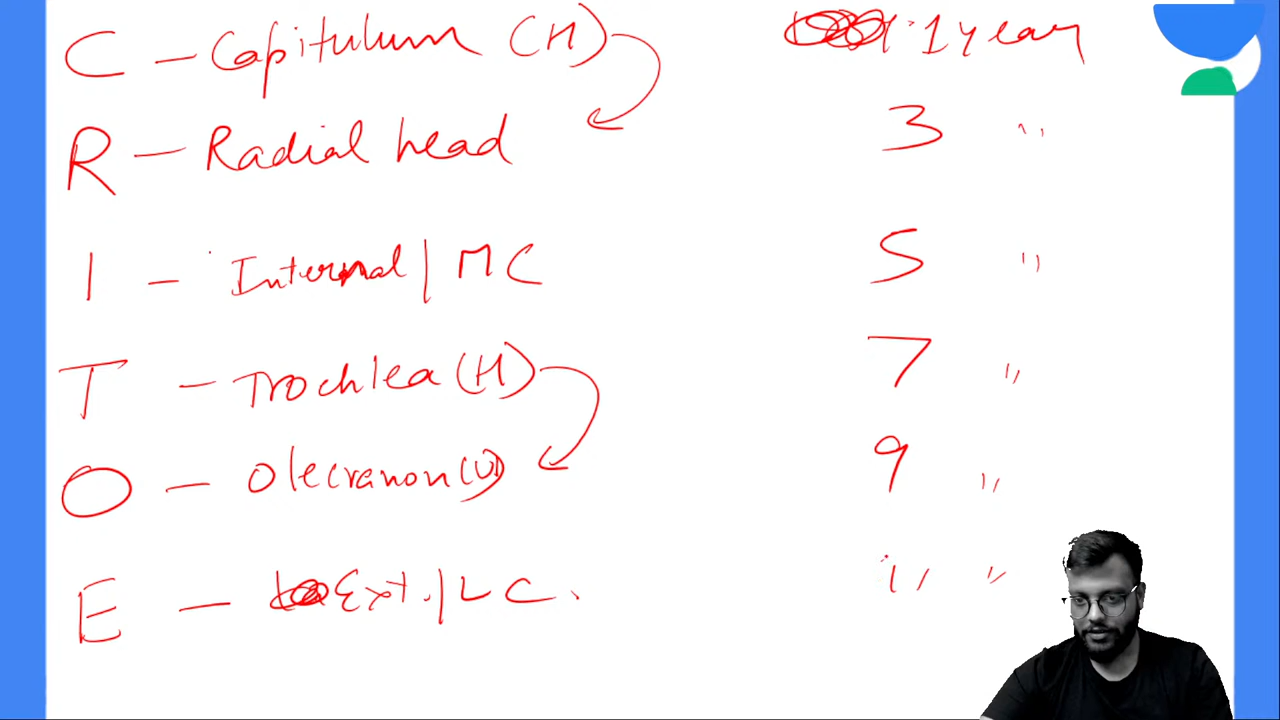 C - Capitulum (H) 1 year
R - Radial head 3 "
I - Internal / MC 5 "
T - Trochlea (H) 7 "
O - Olecranon (U) 9 "
E - Ext. / LC. 11 "